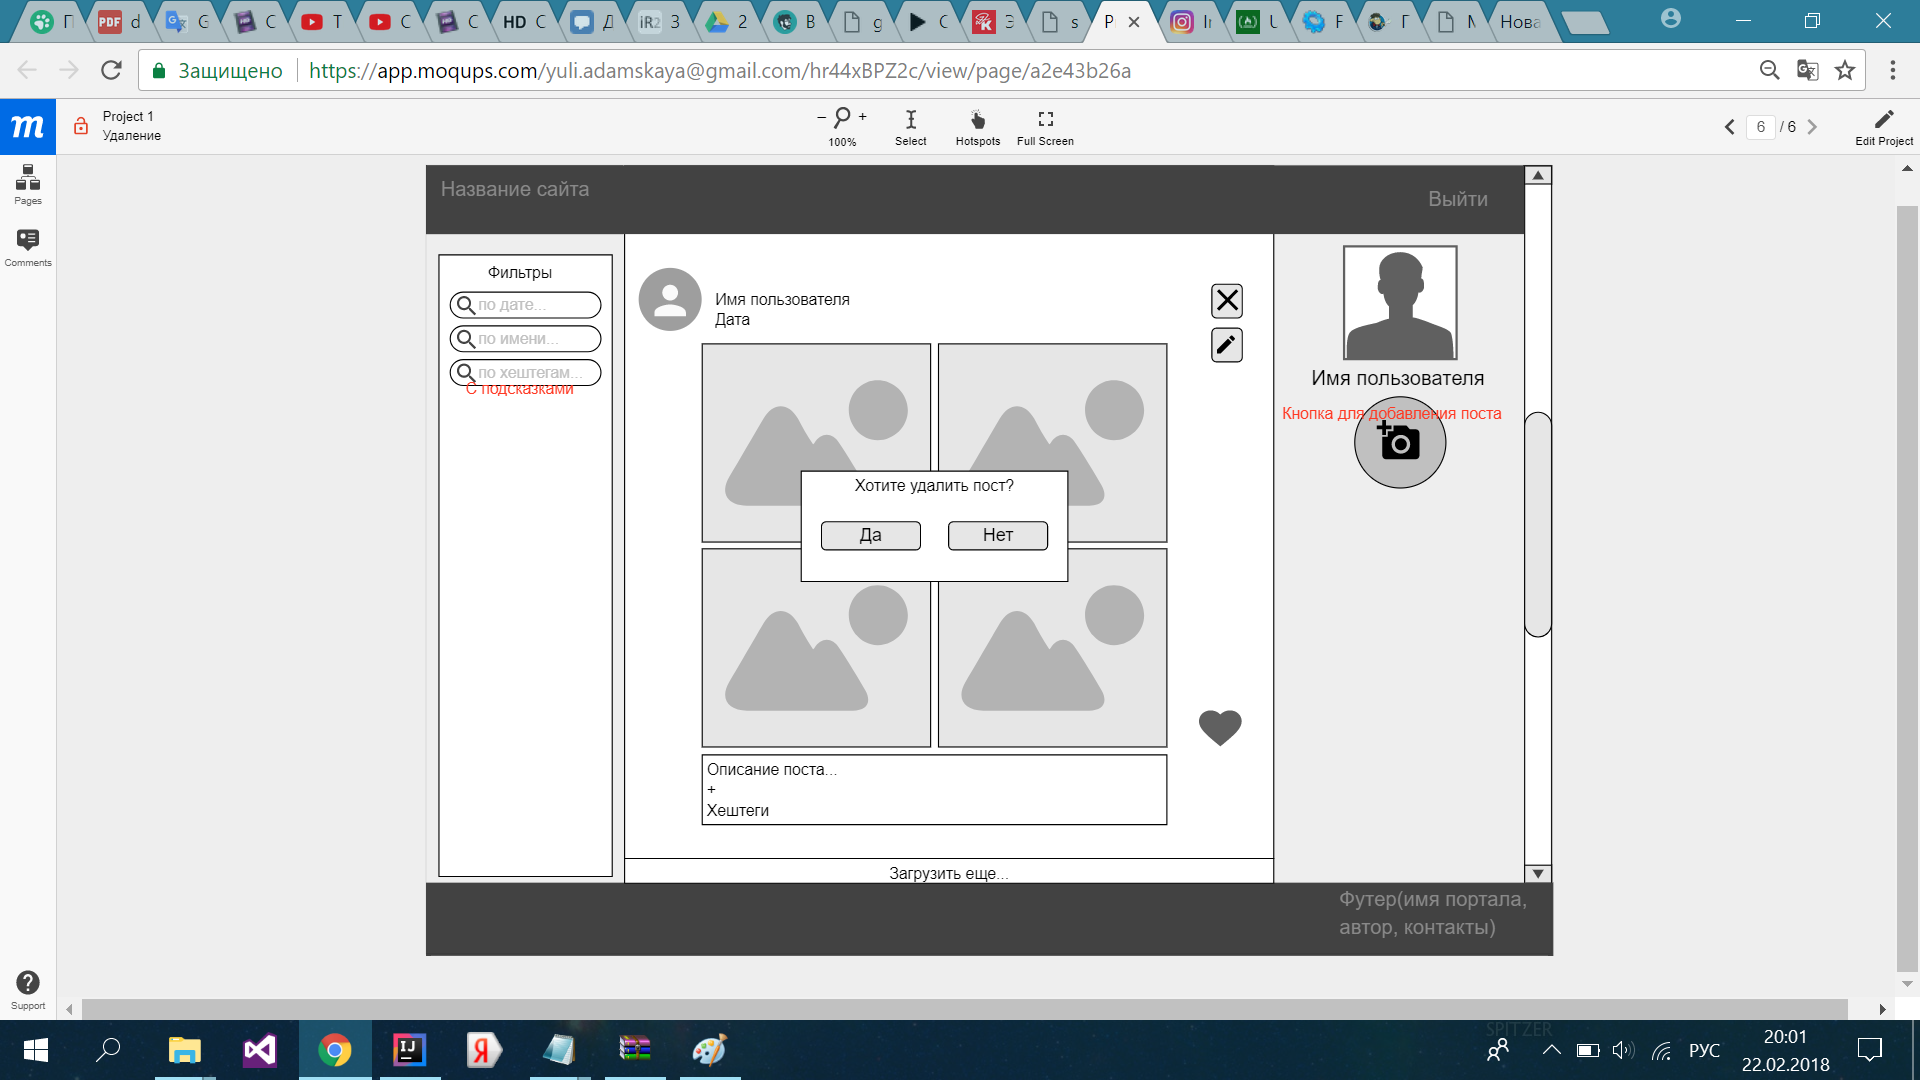 П
d
G
C
T
C
C
HD C
Д
iR2 З
2
В
g
C
Э
s
P
Ir
U
F
Г
М
Нова
Защищено
https://app.moqups.com/yuli.adamskaya@gmail.com/hr44xBPZ2c/view/page/a2e43b26a
m
Project 1
Удаление
− +
100%
Select
Hotspots
Full Screen
6 / 6
Edit Project
Pages
Comments
Support
Название сайта
Выйти
Фильтры
по дате...
по имени...
по хештегам...
С подсказками
Имя пользователя
Дата
Хотите удалить пост?
Да
Нет
Описание поста...
+
Хештеги
Загрузить еще...
Имя пользователя
Кнопка для добавления поста
Футер(имя портала,
автор, контакты)
SPITZER
РУС
20:01
22.02.2018